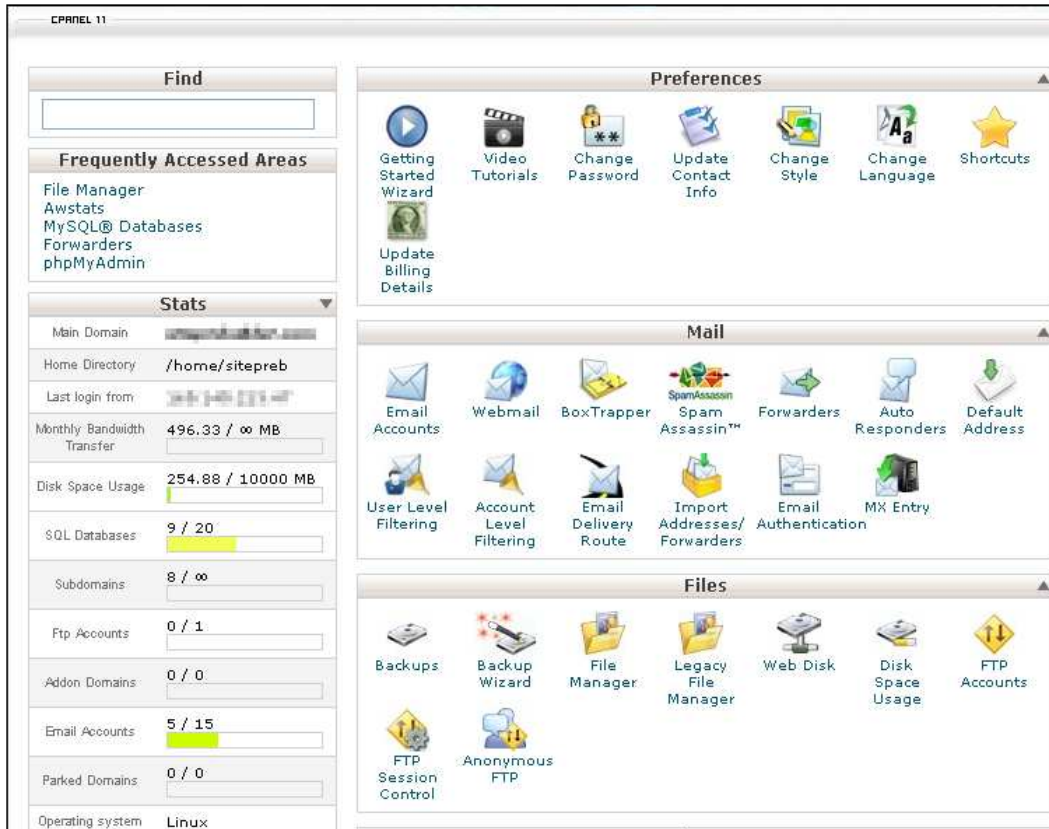 CPANEL 11
Find
Frequently Accessed Areas
File Manager
Awstats
MySQL® Databases
Forwarders
phpMyAdmin
Stats
Main Domain
Home Directory /home/sitepreb
Last login from
Monthly Bandwidth
Transfer
496.33 / ∞ MB
Disk Space Usage 254.88 / 10000 MB
SQL Databases 9 / 20
Subdomains 8 / ∞
Ftp Accounts 0 / 1
Addon Domains 0 / 0
Email Accounts 5 / 15
Parked Domains 0 / 0
Operating system Linux
Preferences
Getting
Started
Wizard
Video
Tutorials
**
Change
Password
Update
Contact
Info
Change
Style
Aa
Change
Language
Shortcuts
Update
Billing
Details
Mail
Email
Accounts
Webmail
BoxTrapper
SpamAssassin
Spam
Assassin™
Forwarders
Auto
Responders
Default
Address
User Level
Filtering
Account
Level
Filtering
Email
Delivery
Route
Import
Addresses/
Forwarders
Email
Authentication
MX Entry
Files
Backups
Backup
Wizard
File
Manager
Legacy
File
Manager
Web Disk
Disk
Space
Usage
FTP
Accounts
FTP
Session
Control
Anonymous
FTP